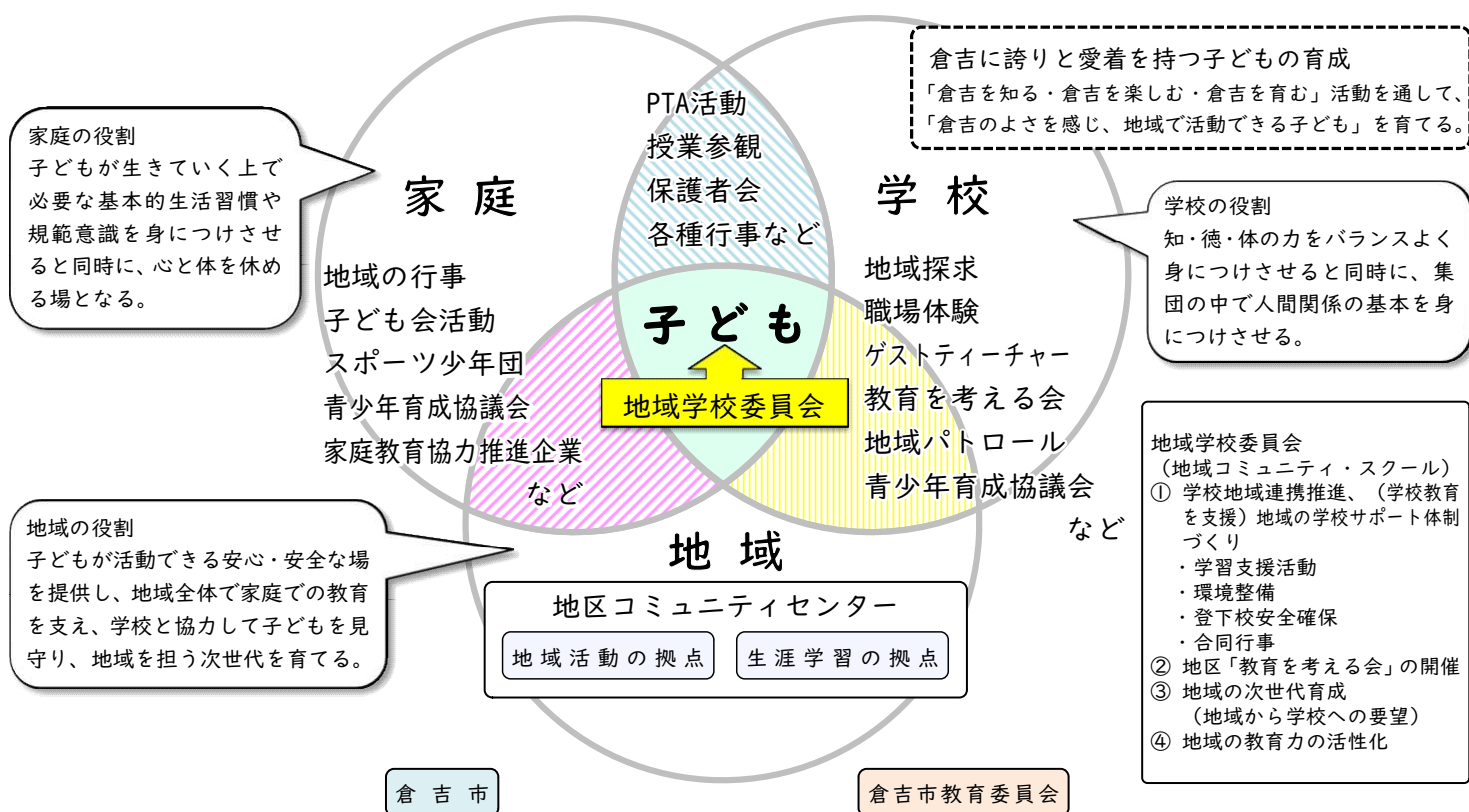 倉吉に誇りと愛着を持つ子どもの育成
「倉吉を知る・倉吉を楽しむ・倉吉を育む」活動を通して、
「倉吉のよさを感じ、地域で活動できる子ども」を育てる。
家庭の役割
子どもが生きていく上で
必要な基本的生活習慣や
規範意識を身につけさせ
ると同時に、心と体を休め
る場となる。
家庭
PTA活動
授業参観
保護者会
各種行事など
学校
学校の役割
知・徳・体の力をバランスよく
身につけさせると同時に、集
団の中で人間関係の基本を身
につけさせる。
地域の行事
子ども会活動
スポーツ少年団
青少年育成協議会
家庭教育協力推進企業
など
子ども
地域学校委員会
地域探求
職場体験
ゲストティーチャー
教育を考える会
地域パトロール
青少年育成協議会
など
地域の役割
子どもが活動できる安心・安全な場
を提供し、地域全体で家庭での教育
を支え、学校と協力して子どもを見
守り、地域を担う次世代を育てる。
地域
地区コミュニティセンター
地域活動の拠点
生涯学習の拠点
地域学校委員会
（地域コミュニティ・スクール）
① 学校地域連携推進、（学校教育
を支援）地域の学校サポート体制
づくり
・学習支援活動
・環境整備
・登下校安全確保
・合同行事
② 地区「教育を考える会」の開催
③ 地域の次世代育成
（地域から学校への要望）
④ 地域の教育力の活性化
倉吉市
倉吉市教育委員会